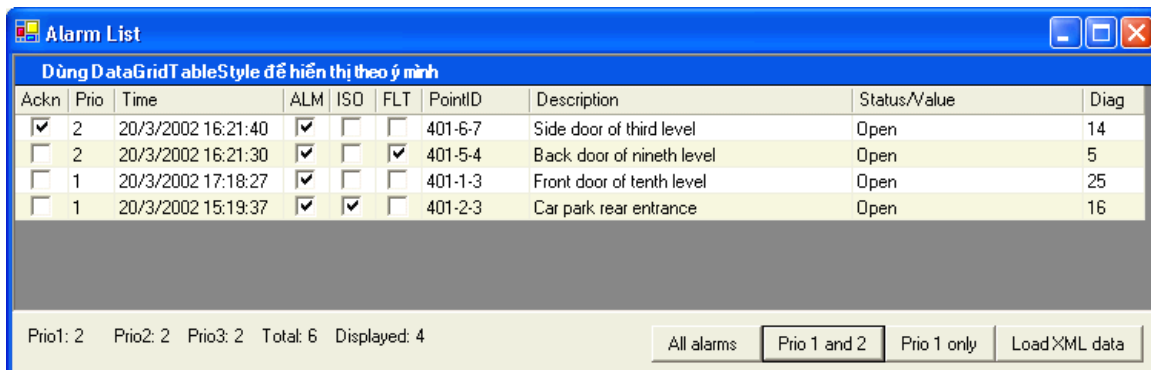 Alarm List
Dùng DataGridTableStyle để hiển thị theo ý mình
Ackn Prio Time ALM ISO FLT PointID Description Status/Value Diag
2 20/3/2002 16:21:40 401-6-7 Side door of third level Open 14
2 20/3/2002 16:21:30 401-5-4 Back door of nineth level Open 5
1 20/3/2002 17:18:27 401-1-3 Front door of tenth level Open 25
1 20/3/2002 15:19:37 401-2-3 Car park rear entrance Open 16
Prio1: 2 Prio2: 2 Prio3: 2 Total: 6 Displayed: 4 All alarms Prio 1 and 2 Prio 1 only Load XML data